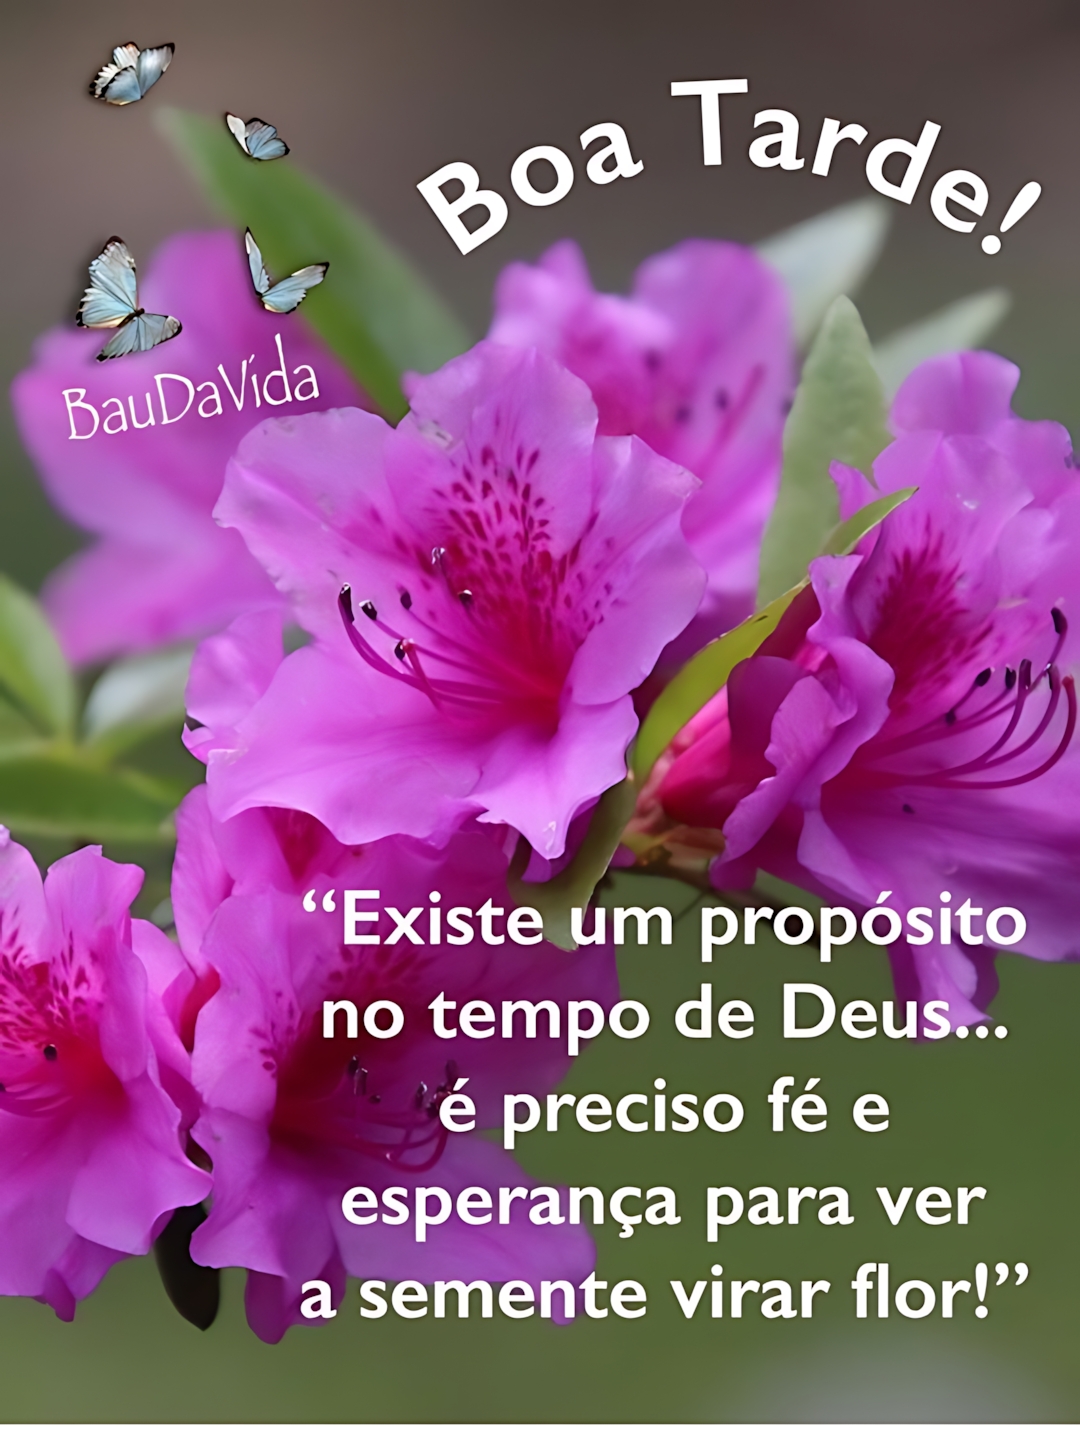 Boa Tarde!
BauDaVida
“Existe um propósito
no tempo de Deus...
é preciso fé e
esperança para ver
a semente virar flor!”